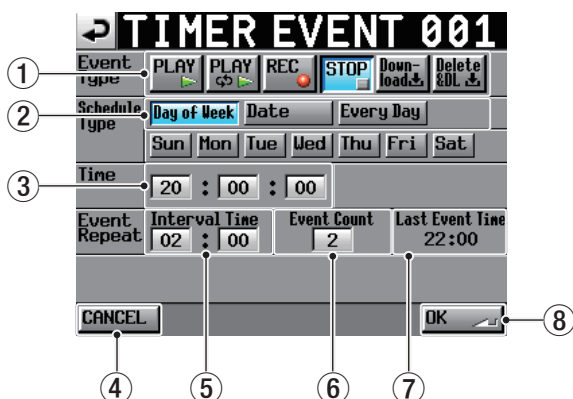 TIMER EVENT 001
① Event Type PLAY PLAY REC STOP Down-load Delete &DL
② Schedule Type Day of Week Date Every Day
Sun Mon Tue Wed Thu Fri Sat
③ Time 20 : 00 : 00
Event Repeat Interval Time 02 : 00 Event Count 2 Last Event Time 22:00
CANCEL OK ⑧
④ ⑤ ⑥ ⑦